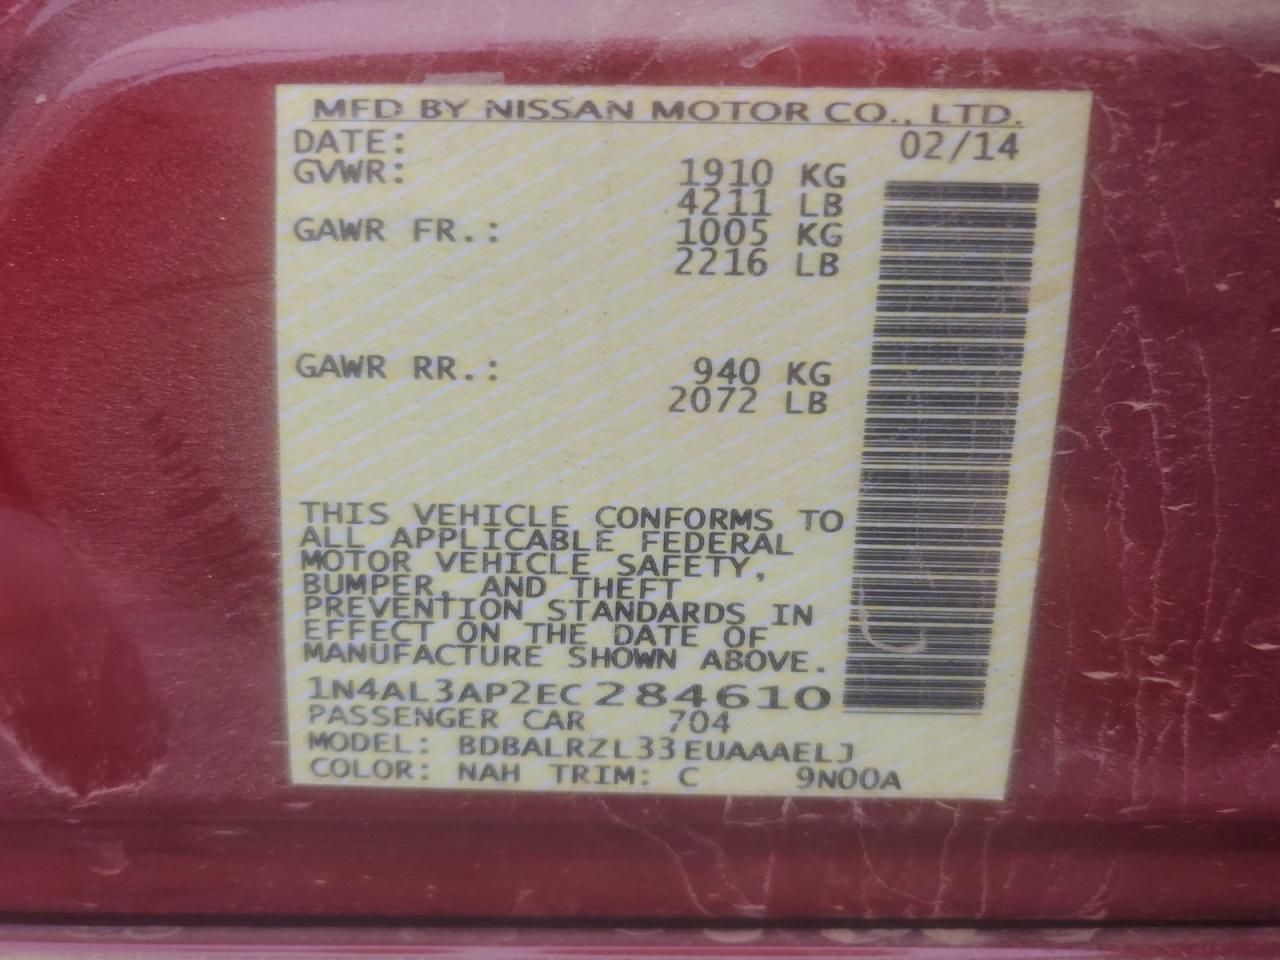 MFD BY NISSAN MOTOR CO., LTD.
DATE: 02/14
GVWR: 1910 KG
4211 LB
GAWR FR.: 1005 KG
2216 LB
GAWR RR.: 940 KG
2072 LB
THIS VEHICLE CONFORMS TO
ALL APPLICABLE FEDERAL
MOTOR VEHICLE SAFETY,
BUMPER, AND THEFT
PREVENTION STANDARDS IN
EFFECT ON THE DATE OF
MANUFACTURE SHOWN ABOVE.
1N4AL3AP2EC284610
PASSENGER CAR 704
MODEL: BDBALRZL33EUAAAELJ
COLOR: NAH TRIM: C 9N00A